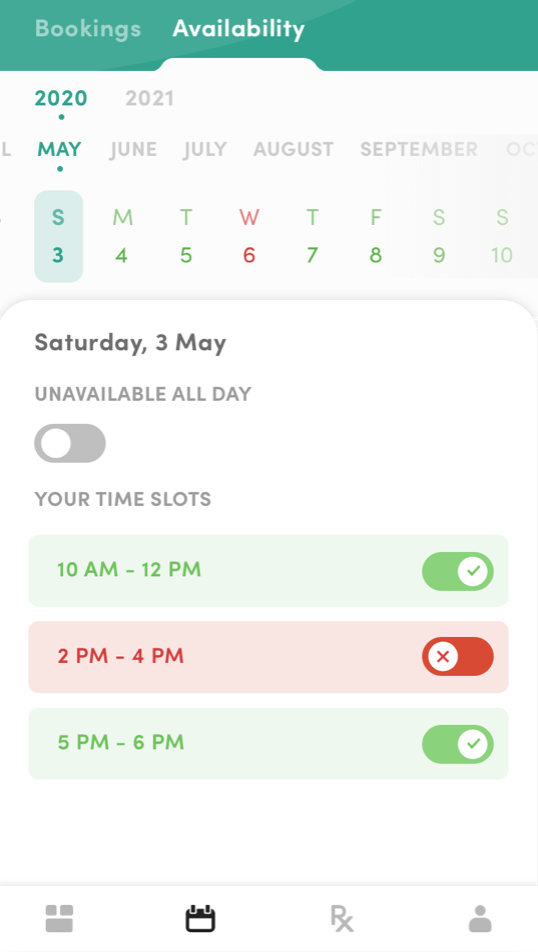 Bookings Availability
2020 2021
L MAY JUNE JULY AUGUST SEPTEMBER OC
S M T W T F S S
3 4 5 6 7 8 9 10
Saturday, 3 May
UNAVAILABLE ALL DAY
YOUR TIME SLOTS
10 AM - 12 PM
2 PM - 4 PM
5 PM - 6 PM
Rx